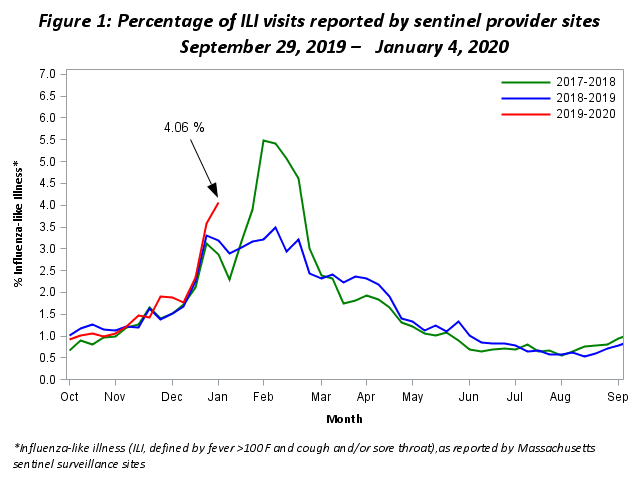 Figure 1: Percentage of ILI visits reported by sentinel provider sites
September 29, 2019 – January 4, 2020
7.0
6.5
6.0
5.5
5.0
4.5
4.0
3.5
3.0
2.5
2.0
1.5
1.0
0.5
0.0
% Influenza-like Illness*
4.06 %
2017-2018
2018-2019
2019-2020
Oct Nov Dec Jan Feb Mar Apr May Jun Jul Aug Sep
Month
*Influenza-like illness (ILI, defined by fever >100F and cough and/or sore throat),as reported by Massachusetts
sentinel surveillance sites